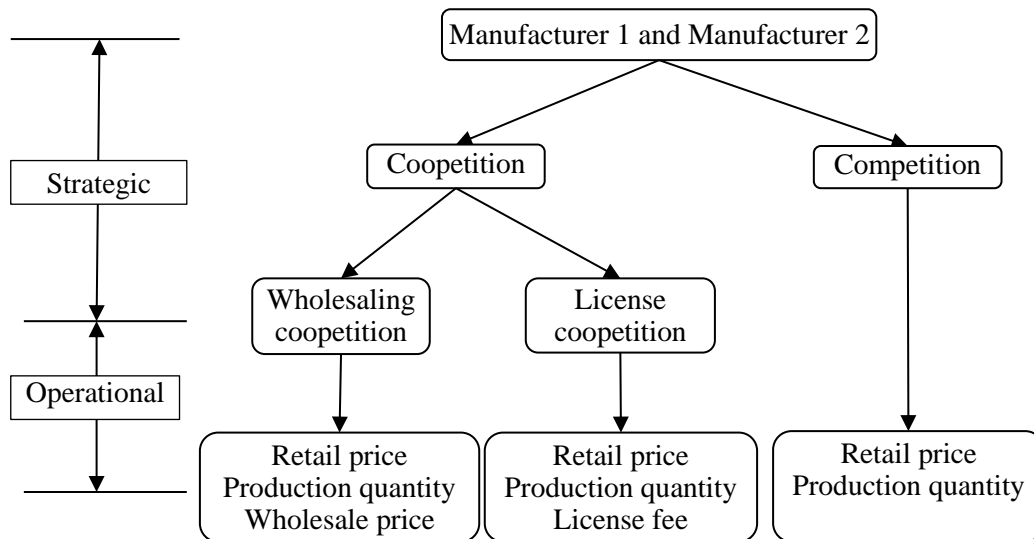 Manufacturer 1 and Manufacturer 2
Coopetition
Competition
Strategic
Wholesaling
coopetition
License
coopetition
Operational
Retail price
Production quantity
Wholesale price
Retail price
Production quantity
License fee
Retail price
Production quantity